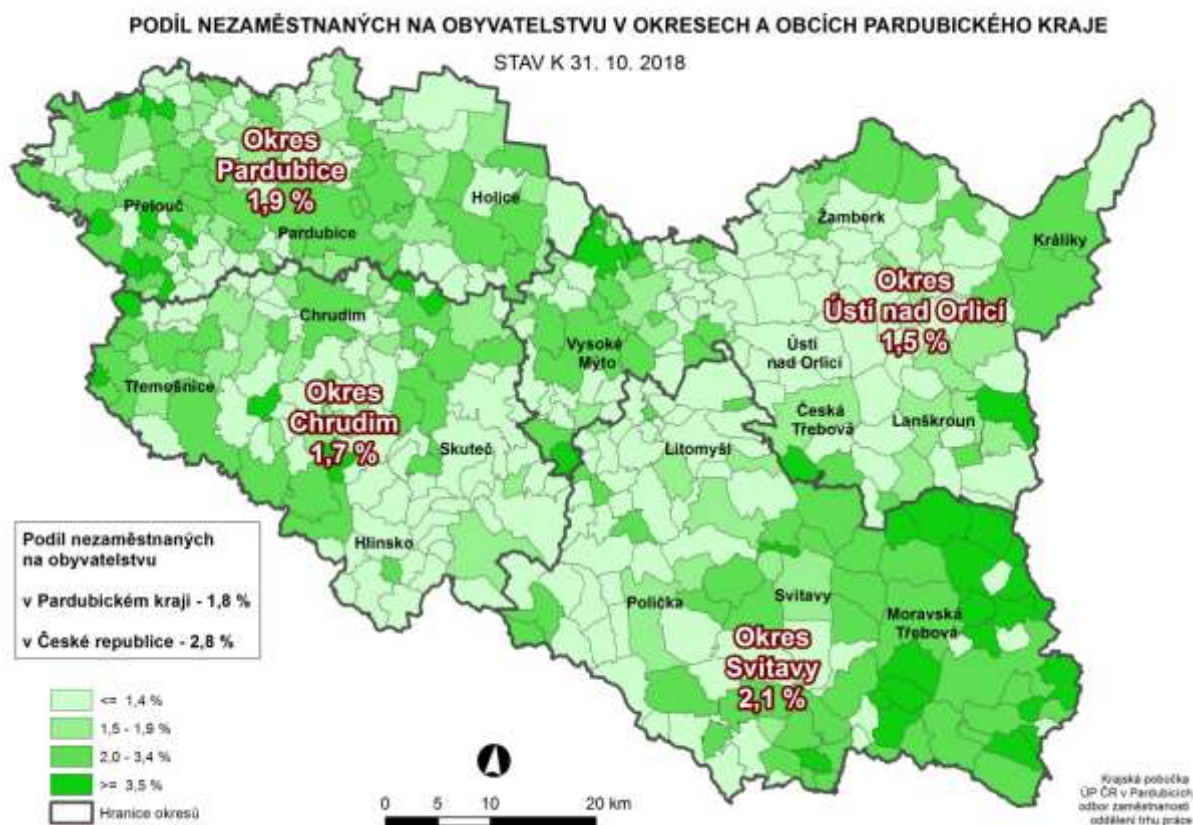 PODÍL NEZAMĚSTNANÝCH NA OBYVATELSTVU V OKRESECH A OBCÍCH PARDUBICKÉHO KRAJE
STAV K 31. 10. 2018
Okres
Pardubice
1,9 %
Přelouč
Pardubice
Holice
Žamberk
Králíky
Okres
Ústí nad Orlicí
1,5 %
Chrudim
Vysoké
Mýto
Ústí
nad Orlicí
Třemošnice
Okres
Chrudim
1,7 %
Skuteč
Česká
Třebová
Lanškroun
Litomyšl
Hlinsko
Podíl nezaměstnaných
na obyvatelstvu
v Pardubickém kraji - 1,8 %
v České republice - 2,8 %
Polička
Svitavy
Moravská
Třebová
Okres
Svitavy
2,1 %
<= 1,4 %
1,5 - 1,9 %
2,0 - 3,4 %
>= 3,5 %
Hranice okresů
0 5 10 20 km
Krajská pobočka
ÚP ČR v Pardubicích
odbor zaměstnanosti
oddělení trhu práce